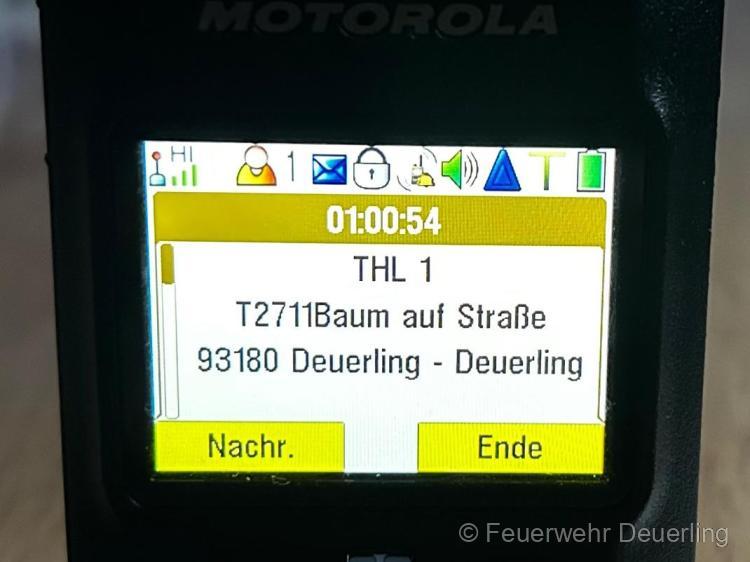 MOTOROLA
HI
1
01:00:54
THL 1
T2711Baum auf Straße
93180 Deuerling - Deuerling
Nachr.
Ende
© Feuerwehr Deuerling